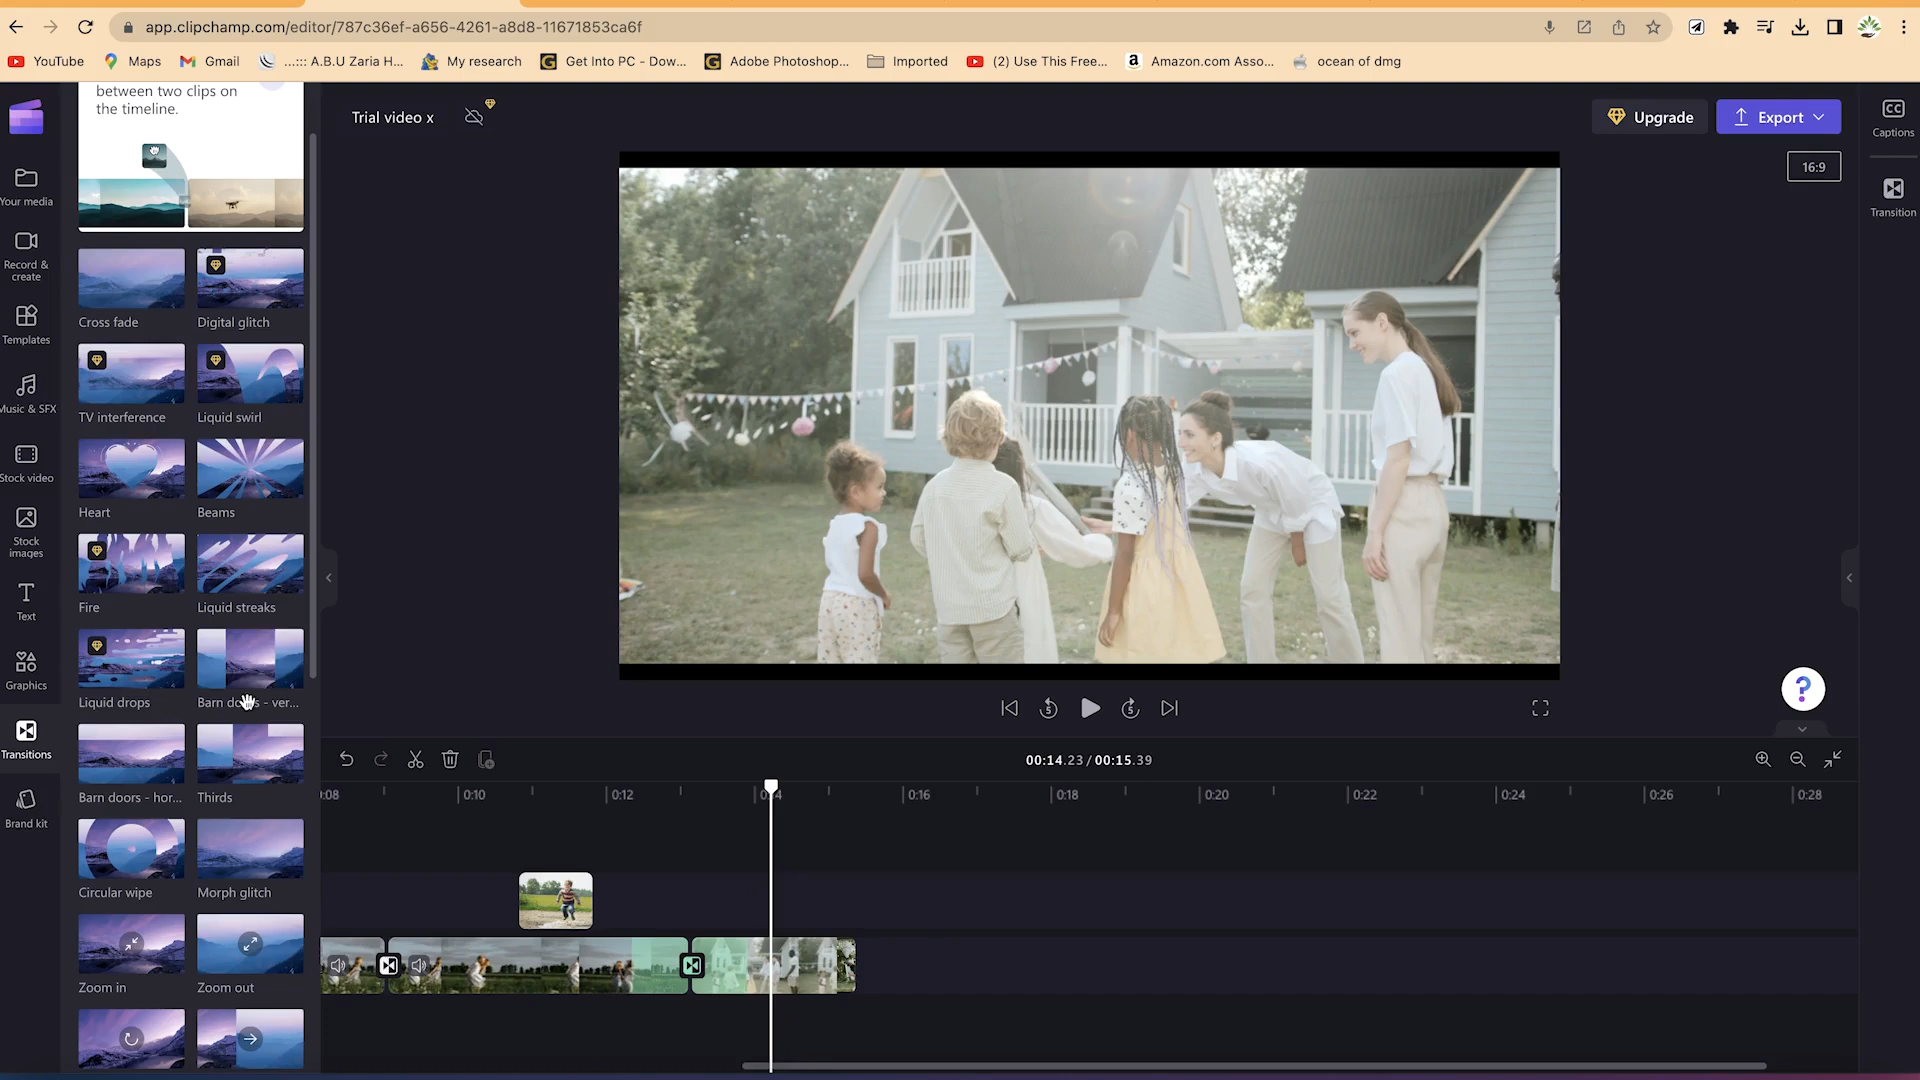 app.clipchamp.com/editor/787c36ef-a656-4261-a8d8-11671853ca6f
YouTube
Maps
Gmail
...::: A.B.U Zaria H...
My research
Get Into PC - Dow...
Adobe Photoshop...
Imported
(2) Use This Free...
Amazon.com Asso...
ocean of dmg
between two clips on
the timeline.
Trial video x
Upgrade
Export
16:9
Captions
Transition
Your media
Record &
create
Templates
Music & SFX
Stock video
Stock
images
Text
Graphics
Transitions
Brand kit
Cross fade
Digital glitch
TV interference
Liquid swirl
Heart
Beams
Fire
Liquid streaks
Liquid drops
Barn doors - ver...
Barn doors - hor...
Thirds
Circular wipe
Morph glitch
Zoom in
Zoom out
5
5
?
00:14.23 / 00:15.39
:08
0:10
0:12
0:16
0:18
0:20
0:22
0:24
0:26
0:28